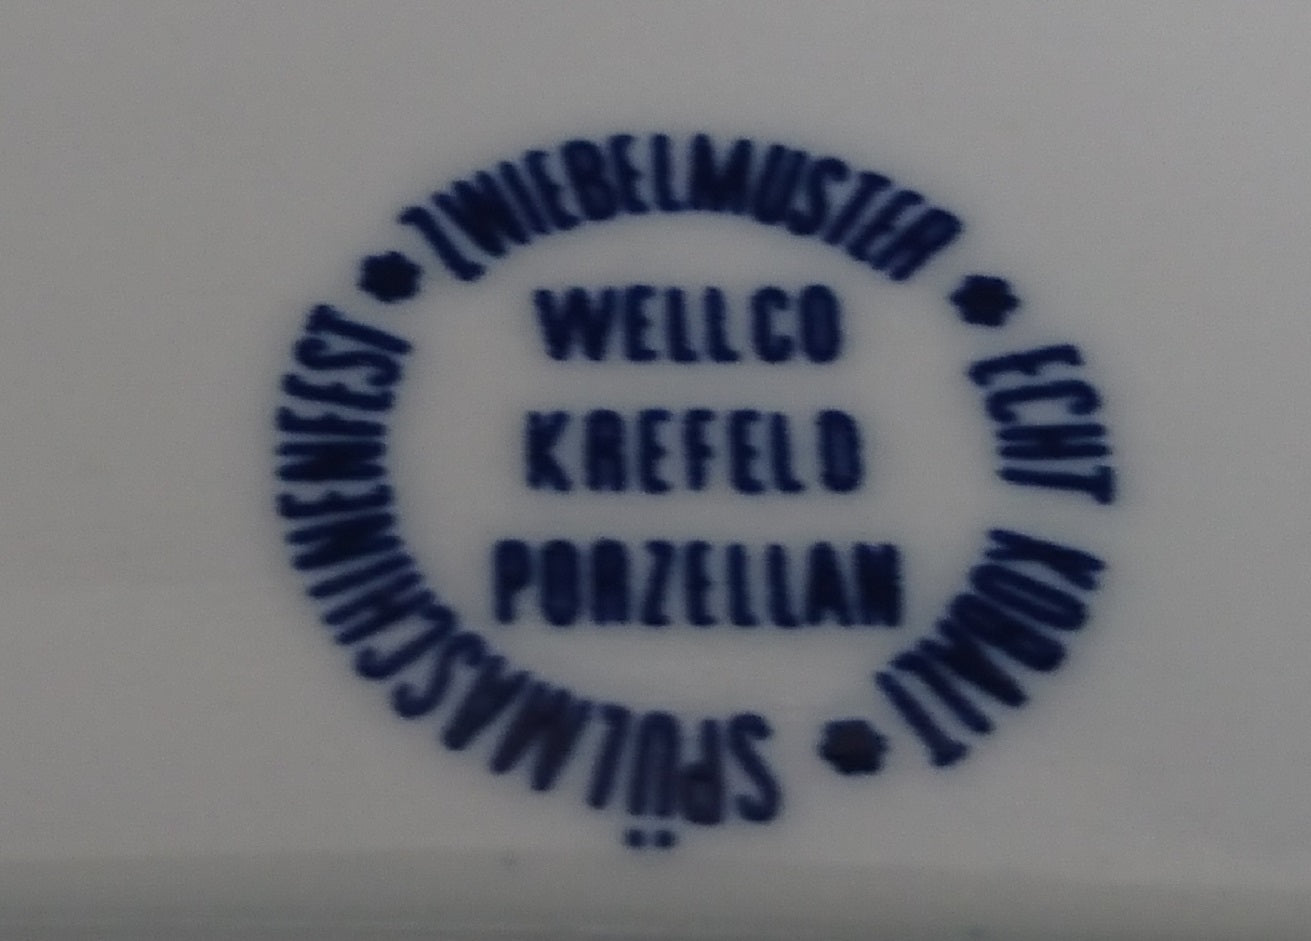 ZWIEBELMUSTER
ECHT KOBALT
SPÜLMASCHINENFEST
WELLCO
KREFELD
PORZELLAN